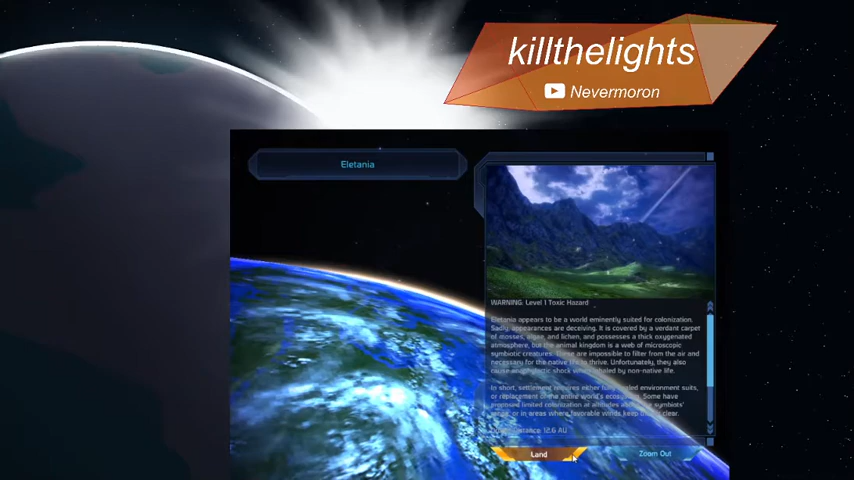 killthelights
Nevermoron
Eletania
WARNING: Level 1 Toxic Hazard
Eletania appears to be a world eminently suited for colonization.
Sadly, appearances are deceiving. It is covered by a verdant carpet
of mosses, algae, and lichen, and possesses a thick oxygenated
atmosphere, but the animal kingdom is a web of microscopic
symbiotic creatures. These are impossible to filter from the air and
necessary for the native life to thrive. Unfortunately, they also
cause anaphylactic shock when inhaled by non-native life.
In short, settlement requires either fully sealed environment suits,
or replacement of the entire world's ecosystem. Some have
proposed limited colonization at altitudes above the symbiots'
range, or in areas where favorable winds keep the air clear.
Distance: 12.6 AU
Land
Zoom Out